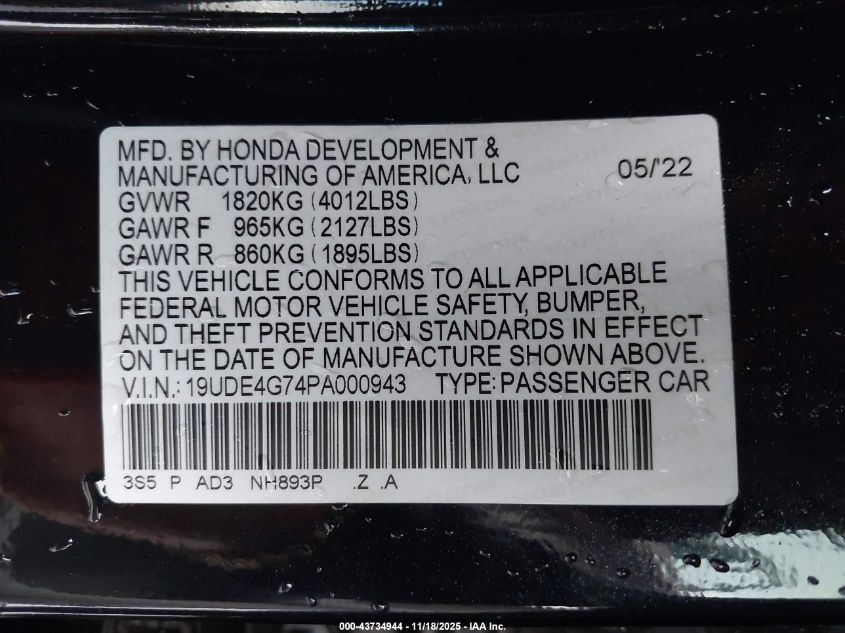 MFD. BY HONDA DEVELOPMENT &
MANUFACTURING OF AMERICA, LLC 05/'22
GVWR 1820KG (4012LBS)
GAWR F 965KG (2127LBS)
GAWR R 860KG (1895LBS)
THIS VEHICLE CONFORMS TO ALL APPLICABLE
FEDERAL MOTOR VEHICLE SAFETY, BUMPER,
AND THEFT PREVENTION STANDARDS IN EFFECT
ON THE DATE OF MANUFACTURE SHOWN ABOVE.
V.I.N.: 19UDE4G74PA000943 TYPE: PASSENGER CAR
3S5 P AD3 NH893P .Z .A
000-43734944 - 11/18/2025 - IAA Inc.